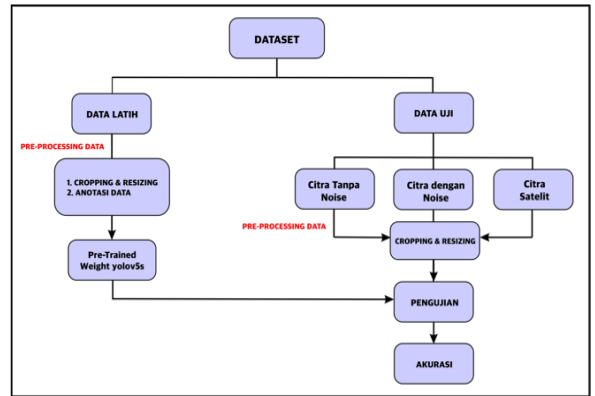 DATASET
DATA LATIH
DATA UJI
PRE-PROCESSING DATA
1. CROPPING & RESIZING
2. ANOTASI DATA
Citra Tanpa
Noise
Citra dengan
Noise
Citra
Satelit
PRE-PROCESSING DATA
CROPPING & RESIZING
Pre-Trained
Weight yolov5s
PENGUJIAN
AKURASI